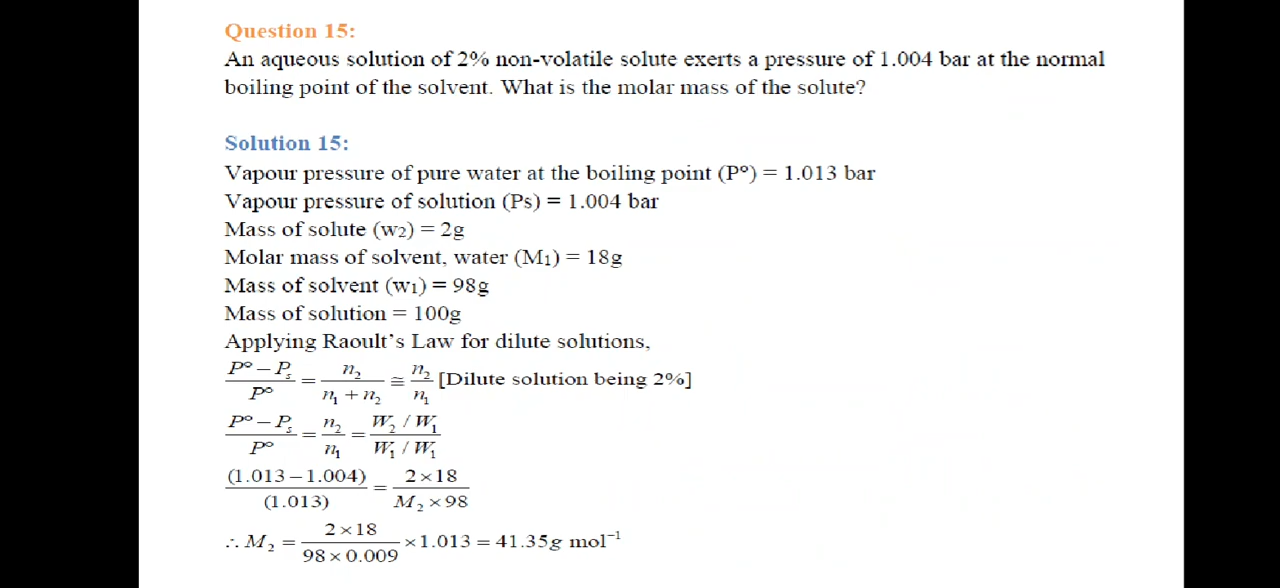 Question 15:
An aqueous solution of 2% non-volatile solute exerts a pressure of 1.004 bar at the normal
boiling point of the solvent. What is the molar mass of the solute?
Solution 15:
Vapour pressure of pure water at the boiling point (P°) = 1.013 bar
Vapour pressure of solution (Ps) = 1.004 bar
Mass of solute (w2) = 2g
Molar mass of solvent, water (M1) = 18g
Mass of solvent (w1) = 98g
Mass of solution = 100g
Applying Raoult's Law for dilute solutions,
(P° − Pₛ)/P° = n₂/(n₁ + n₂) ≅ n₂/n₁ [Dilute solution being 2%]
(P° − Pₛ)/P° = n₂/n₁ = (W₂ / W₁)/(W₁ / W₁)
(1.013 − 1.004)/(1.013) = (2 × 18)/(M₂ × 98)
∴ M₂ = (2 × 18)/(98 × 0.009) × 1.013 = 41.35g mol⁻¹